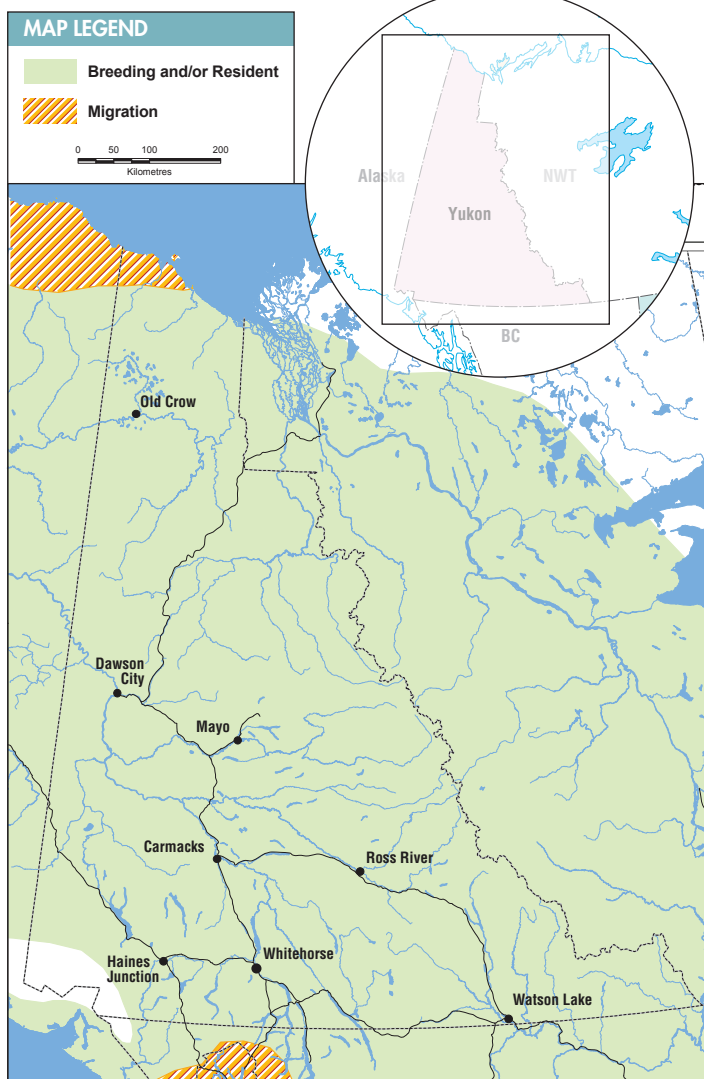 MAP LEGEND
Breeding and/or Resident
Migration
0 50 100 200
Kilometres
Alaska
NWT
Yukon
BC
Old Crow
Dawson
City
Mayo
Carmacks
Ross River
Haines
Junction
Whitehorse
Watson Lake